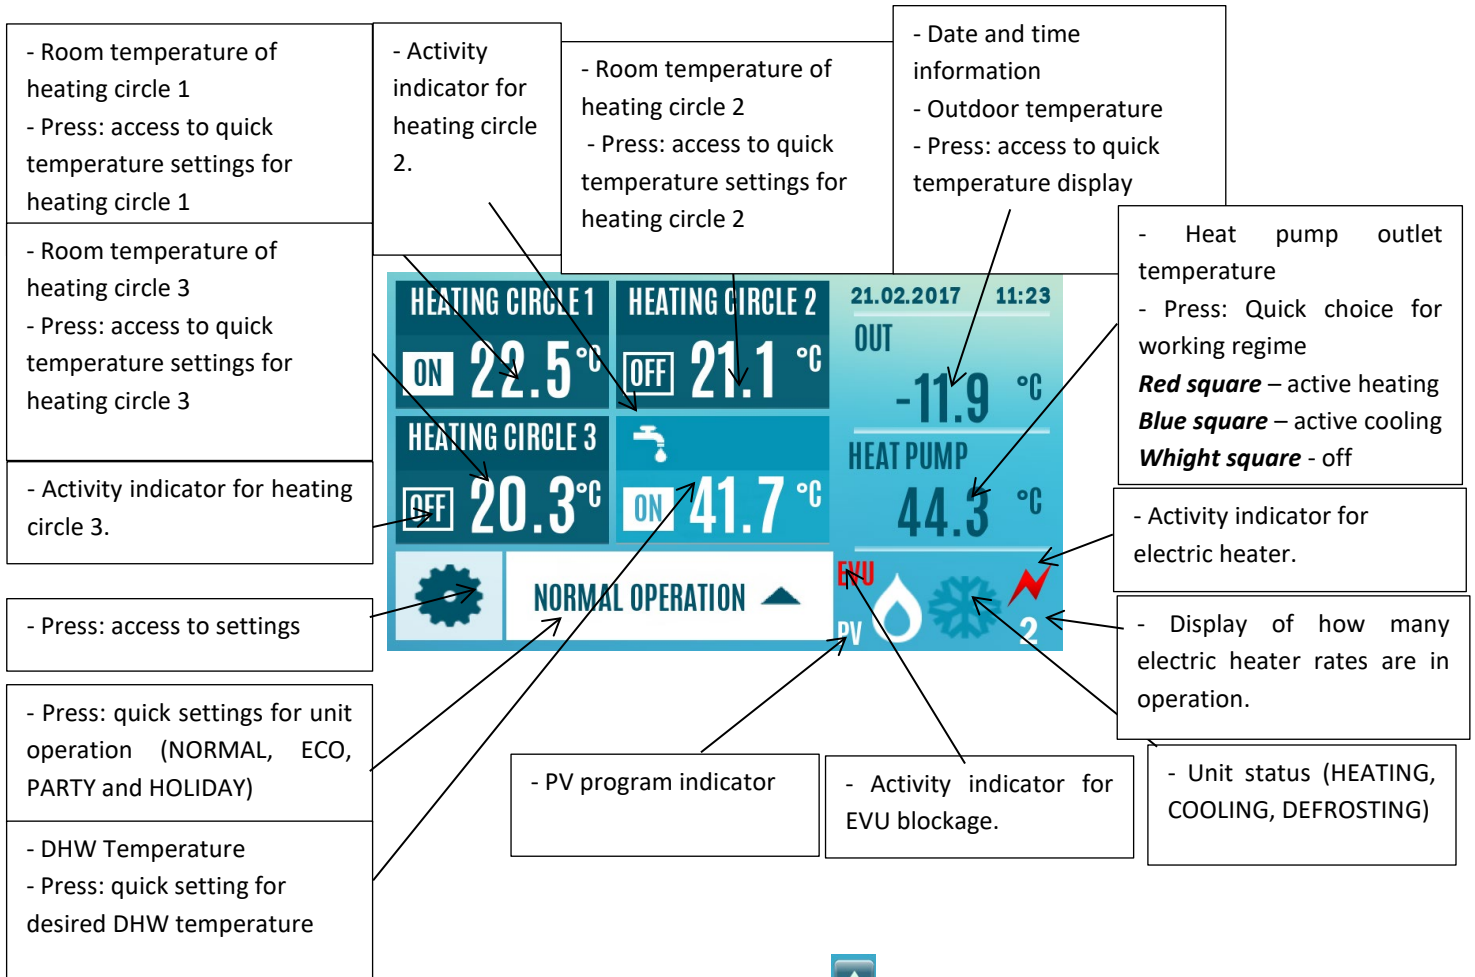 - Room temperature of
heating circle 1
- Press: access to quick
temperature settings for
heating circle 1
- Room temperature of
heating circle 3
- Press: access to quick
temperature settings for
heating circle 3
- Activity indicator for heating
circle 3.
- Press: access to settings
- Press: quick settings for unit
operation (NORMAL, ECO,
PARTY and HOLIDAY)
- DHW Temperature
- Press: quick setting for
desired DHW temperature
- Activity
indicator for
heating circle
2.
- Room temperature of
heating circle 2
- Press: access to quick
temperature settings for
heating circle 2
- Date and time
information
- Outdoor temperature
- Press: access to quick
temperature display
- Heat pump outlet
temperature
- Press: Quick choice for
working regime
Red square – active heating
Blue square – active cooling
Whight square - off
- Activity indicator for
electric heater.
- Display of how many
electric heater rates are in
operation.
- Unit status (HEATING,
COOLING, DEFROSTING)
- Activity indicator for
EVU blockage.
- PV program indicator
HEATING CIRCLE 1
ON 22.5 °C
HEATING CIRCLE 2
OFF 21.1 °C
21.02.2017 11:23
OUT
-11.9 °C
HEATING CIRCLE 3
OFF 20.3 °C
ON 41.7 °C
HEAT PUMP
44.3 °C
NORMAL OPERATION
EVU
PV
2